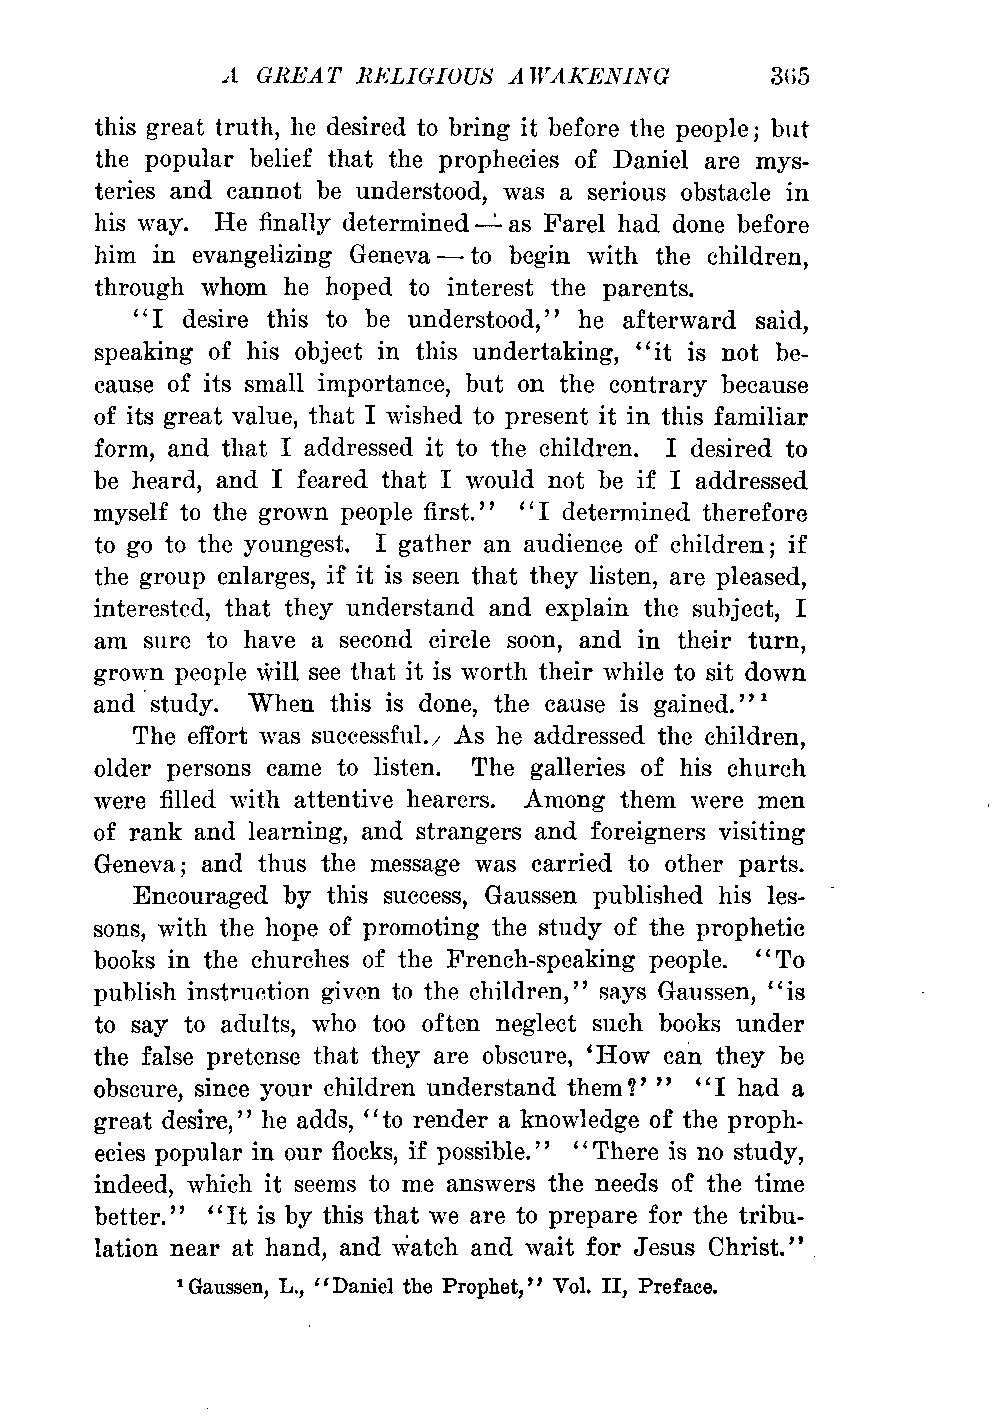 A GREAT RELIGIOUS AWAKENING 365
this great truth, he desired to bring it before the people; but
the popular belief that the prophecies of Daniel are mys-
teries and cannot be understood, was a serious obstacle in
his way. He finally determined — as Farel had done before
him in evangelizing Geneva — to begin with the children,
through whom he hoped to interest the parents.
"I desire this to be understood," he afterward said,
speaking of his object in this undertaking, "it is not be-
cause of its small importance, but on the contrary because
of its great value, that I wished to present it in this familiar
form, and that I addressed it to the children. I desired to
be heard, and I feared that I would not be if I addressed
myself to the grown people first." "I determined therefore
to go to the youngest. I gather an audience of children; if
the group enlarges, if it is seen that they listen, are pleased,
interested, that they understand and explain the subject, I
am sure to have a second circle soon, and in their turn,
grown people will see that it is worth their while to sit down
and study. When this is done, the cause is gained."¹
The effort was successful. As he addressed the children,
older persons came to listen. The galleries of his church
were filled with attentive hearers. Among them were men
of rank and learning, and strangers and foreigners visiting
Geneva; and thus the message was carried to other parts.
Encouraged by this success, Gaussen published his les-
sons, with the hope of promoting the study of the prophetic
books in the churches of the French-speaking people. "To
publish instruction given to the children," says Gaussen, "is
to say to adults, who too often neglect such books under
the false pretense that they are obscure, 'How can they be
obscure, since your children understand them?' " "I had a
great desire," he adds, "to render a knowledge of the proph-
ecies popular in our flocks, if possible." "There is no study,
indeed, which it seems to me answers the needs of the time
better." "It is by this that we are to prepare for the tribu-
lation near at hand, and watch and wait for Jesus Christ."
¹ Gaussen, L., "Daniel the Prophet," Vol. II, Preface.